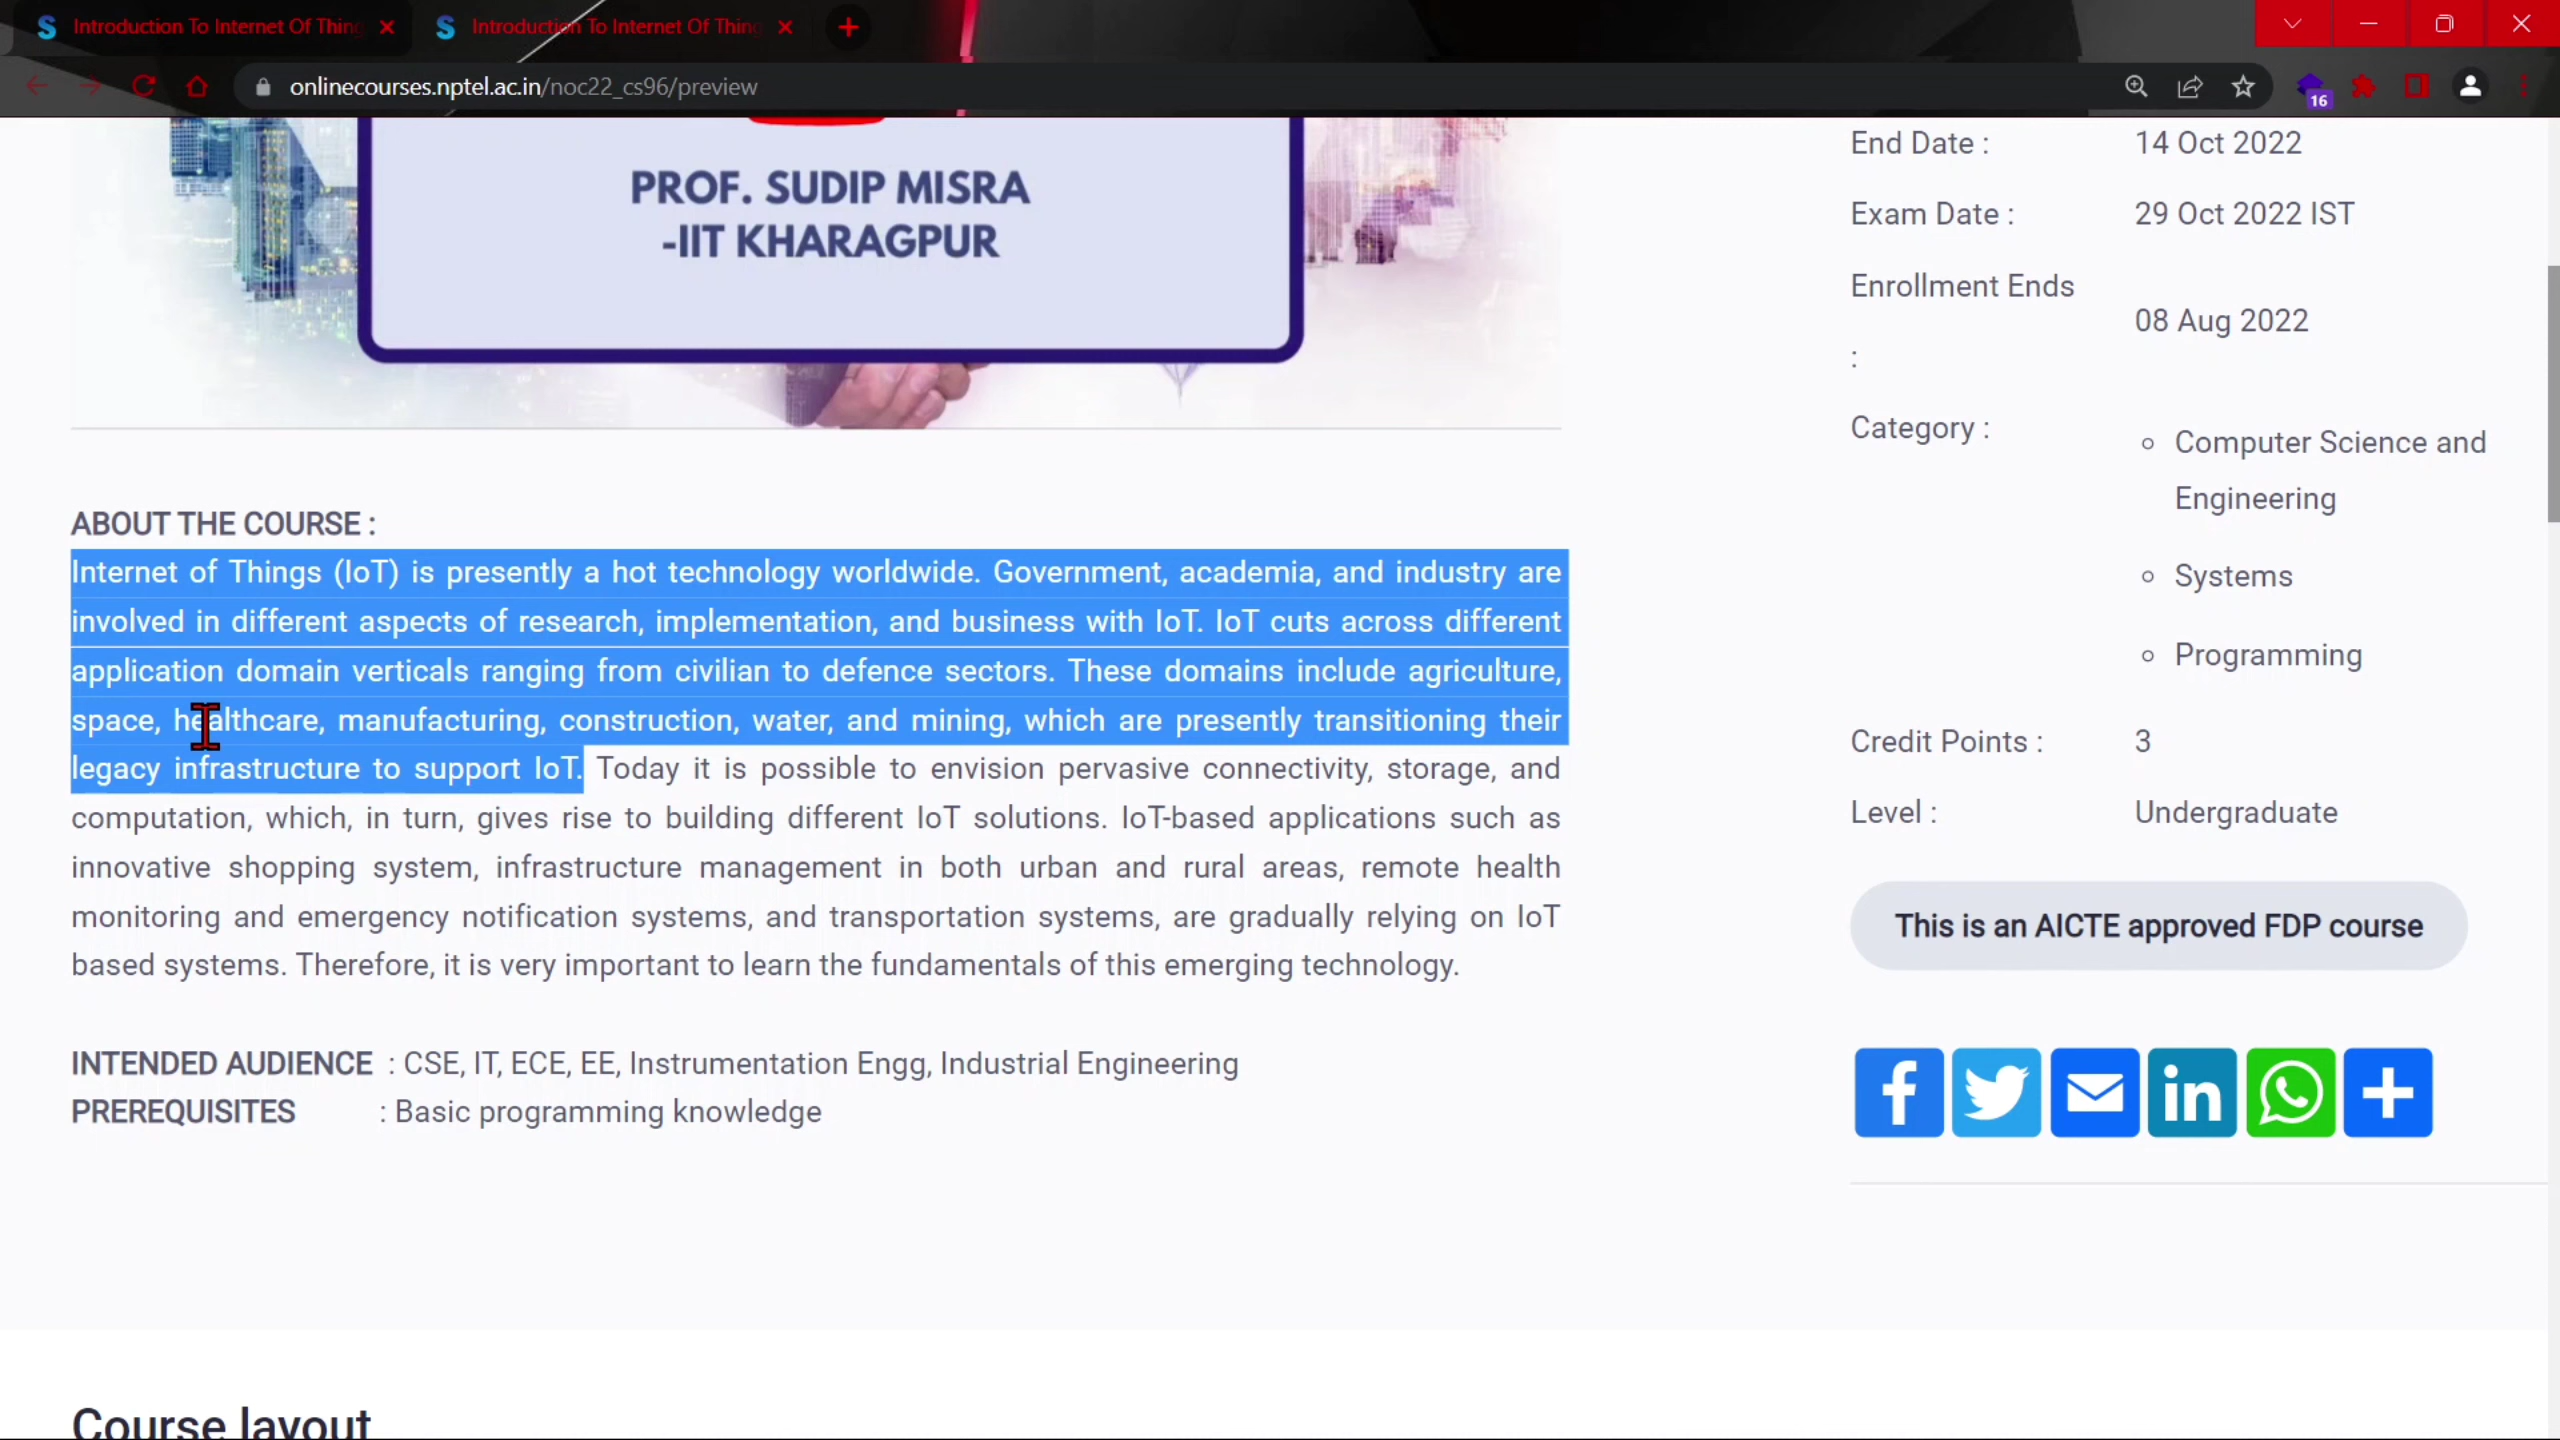 Introduction To Internet Of Thing
Introduction To Internet Of Thing
onlinecourses.nptel.ac.in/noc22_cs96/preview
16
PROF. SUDIP MISRA
-IIT KHARAGPUR
ABOUT THE COURSE :
Internet of Things (IoT) is presently a hot technology worldwide. Government, academia, and industry are
involved in different aspects of research, implementation, and business with IoT. IoT cuts across different
application domain verticals ranging from civilian to defence sectors. These domains include agriculture,
space, healthcare, manufacturing, construction, water, and mining, which are presently transitioning their
legacy infrastructure to support IoT. Today it is possible to envision pervasive connectivity, storage, and
computation, which, in turn, gives rise to building different IoT solutions. IoT-based applications such as
innovative shopping system, infrastructure management in both urban and rural areas, remote health
monitoring and emergency notification systems, and transportation systems, are gradually relying on IoT
based systems. Therefore, it is very important to learn the fundamentals of this emerging technology.
INTENDED AUDIENCE : CSE, IT, ECE, EE, Instrumentation Engg, Industrial Engineering
PREREQUISITES : Basic programming knowledge
Course layout
End Date : 14 Oct 2022
Exam Date : 29 Oct 2022 IST
Enrollment Ends
: 08 Aug 2022
Category :
Computer Science and
Engineering
Systems
Programming
Credit Points : 3
Level : Undergraduate
This is an AICTE approved FDP course